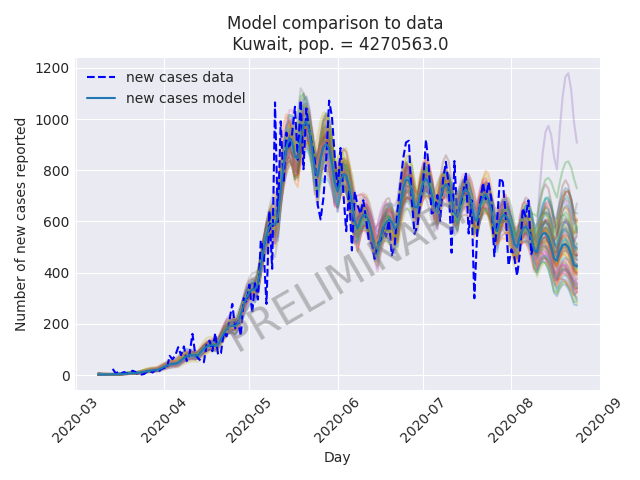 Model comparison to data
Kuwait, pop. = 4270563.0
new cases data
new cases model
Number of new cases reported
1200
1000
800
600
400
200
0
PRELIMINARY
2020-03
2020-04
2020-05
2020-06
2020-07
2020-08
2020-09
Day